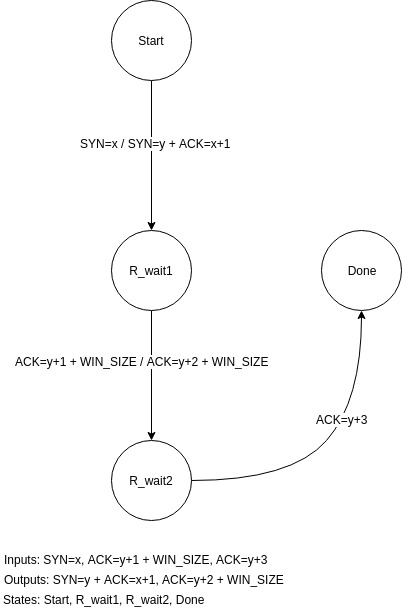 Start
SYN=x / SYN=y + ACK=x+1
R_wait1
Done
ACK=y+1 + WIN_SIZE / ACK=y+2 + WIN_SIZE
ACK=y+3
R_wait2
Inputs: SYN=x, ACK=y+1 + WIN_SIZE, ACK=y+3
Outputs: SYN=y + ACK=x+1, ACK=y+2 + WIN_SIZE
States: Start, R_wait1, R_wait2, Done